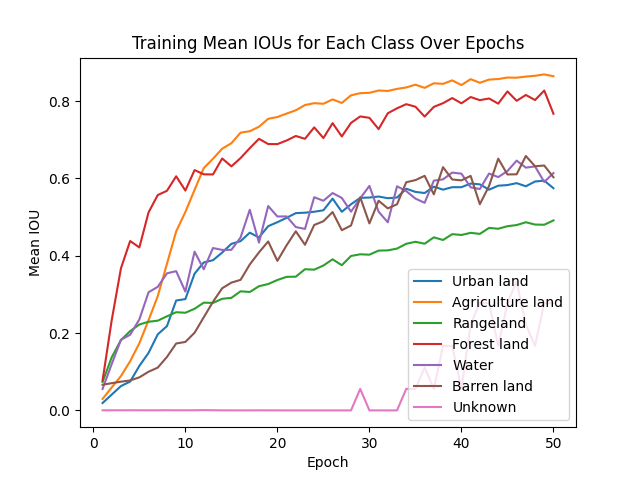 Training Mean IOUs for Each Class Over Epochs
Mean IOU
0.8
0.6
0.4
0.2
0.0
Urban land
Agriculture land
Rangeland
Forest land
Water
Barren land
Unknown
0
10
20
30
40
50
Epoch